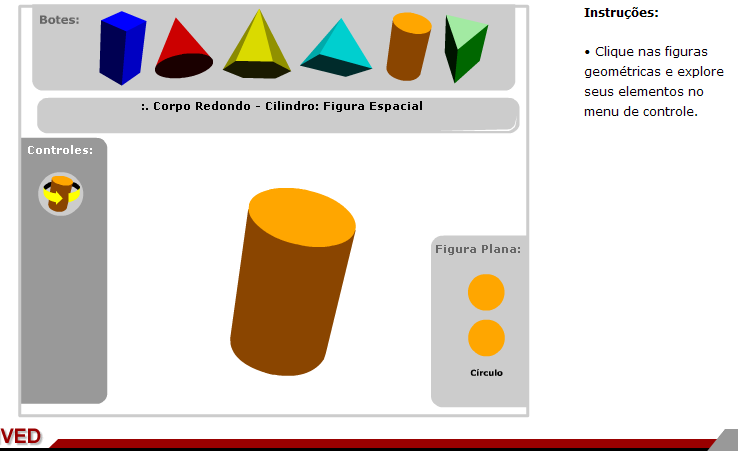 Botes:
:. Corpo Redondo - Cilindro: Figura Espacial
Controles:
Figura Plana:
Círculo
Instruções:
• Clique nas figuras
geométricas e explore
seus elementos no
menu de controle.
VED